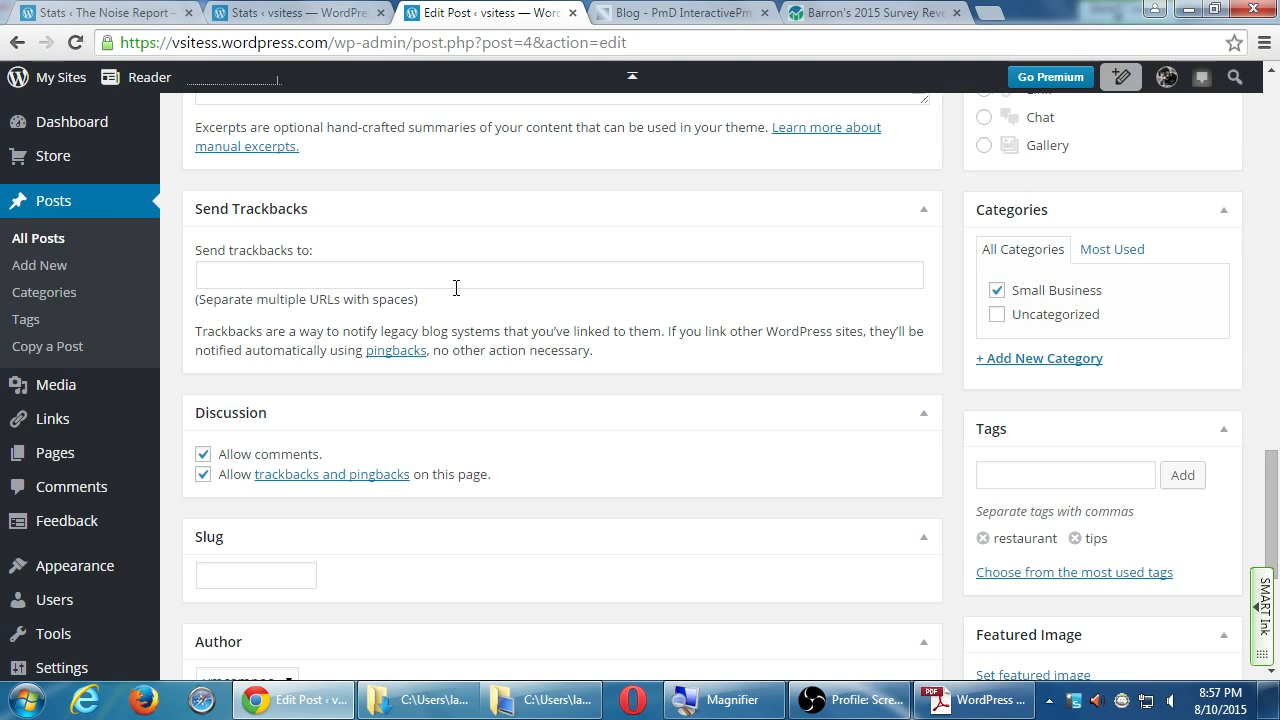 Stats ‹ The Noise Report –
Stats ‹ vsitess — WordPre
Edit Post ‹ vsitess — Wor
Blog - PmD InteractivePm
Barron's 2015 Survey Reve
https://vsitess.wordpress.com/wp-admin/post.php?post=4&action=edit
My Sites
Reader
Go Premium
Dashboard
Store
Posts
All Posts
Add New
Categories
Tags
Copy a Post
Media
Links
Pages
Comments
Feedback
Appearance
Users
Tools
Settings
Excerpts are optional hand-crafted summaries of your content that can be used in your theme. Learn more about
manual excerpts.
Send Trackbacks
Send trackbacks to:
(Separate multiple URLs with spaces)
Trackbacks are a way to notify legacy blog systems that you've linked to them. If you link other WordPress sites, they'll be
notified automatically using pingbacks, no other action necessary.
Discussion
Allow comments.
Allow trackbacks and pingbacks on this page.
Slug
Author
Chat
Gallery
Categories
All Categories
Most Used
Small Business
Uncategorized
+ Add New Category
Tags
Add
Separate tags with commas
restaurant
tips
Choose from the most used tags
Featured Image
Set featured image
SMART Ink
Edit Post ‹ v...
C:\Users\la...
C:\Users\la...
Magnifier
Profile: Scre...
PDF
WordPress ...
8:57 PM
8/10/2015